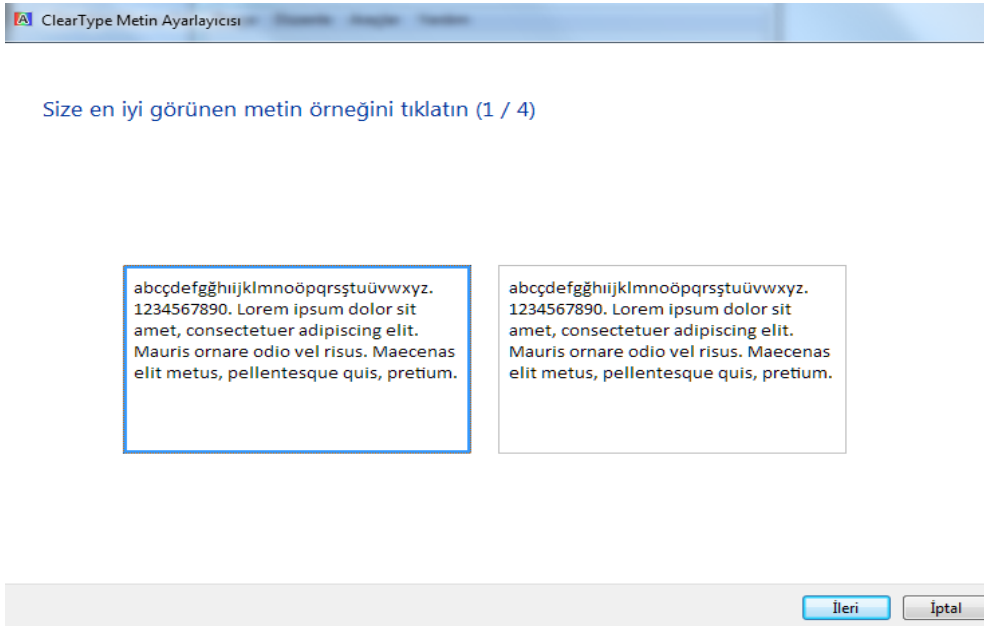 ClearType Metin Ayarlayıcısı
Size en iyi görünen metin örneğini tıklatın (1 / 4)
abcçdefgğhıijklmnoöpqrsştuüvwxyz.
1234567890. Lorem ipsum dolor sit
amet, consectetuer adipiscing elit.
Mauris ornare odio vel risus. Maecenas
elit metus, pellentesque quis, pretium.
abcçdefgğhıijklmnoöpqrsştuüvwxyz.
1234567890. Lorem ipsum dolor sit
amet, consectetuer adipiscing elit.
Mauris ornare odio vel risus. Maecenas
elit metus, pellentesque quis, pretium.
İleri
İptal